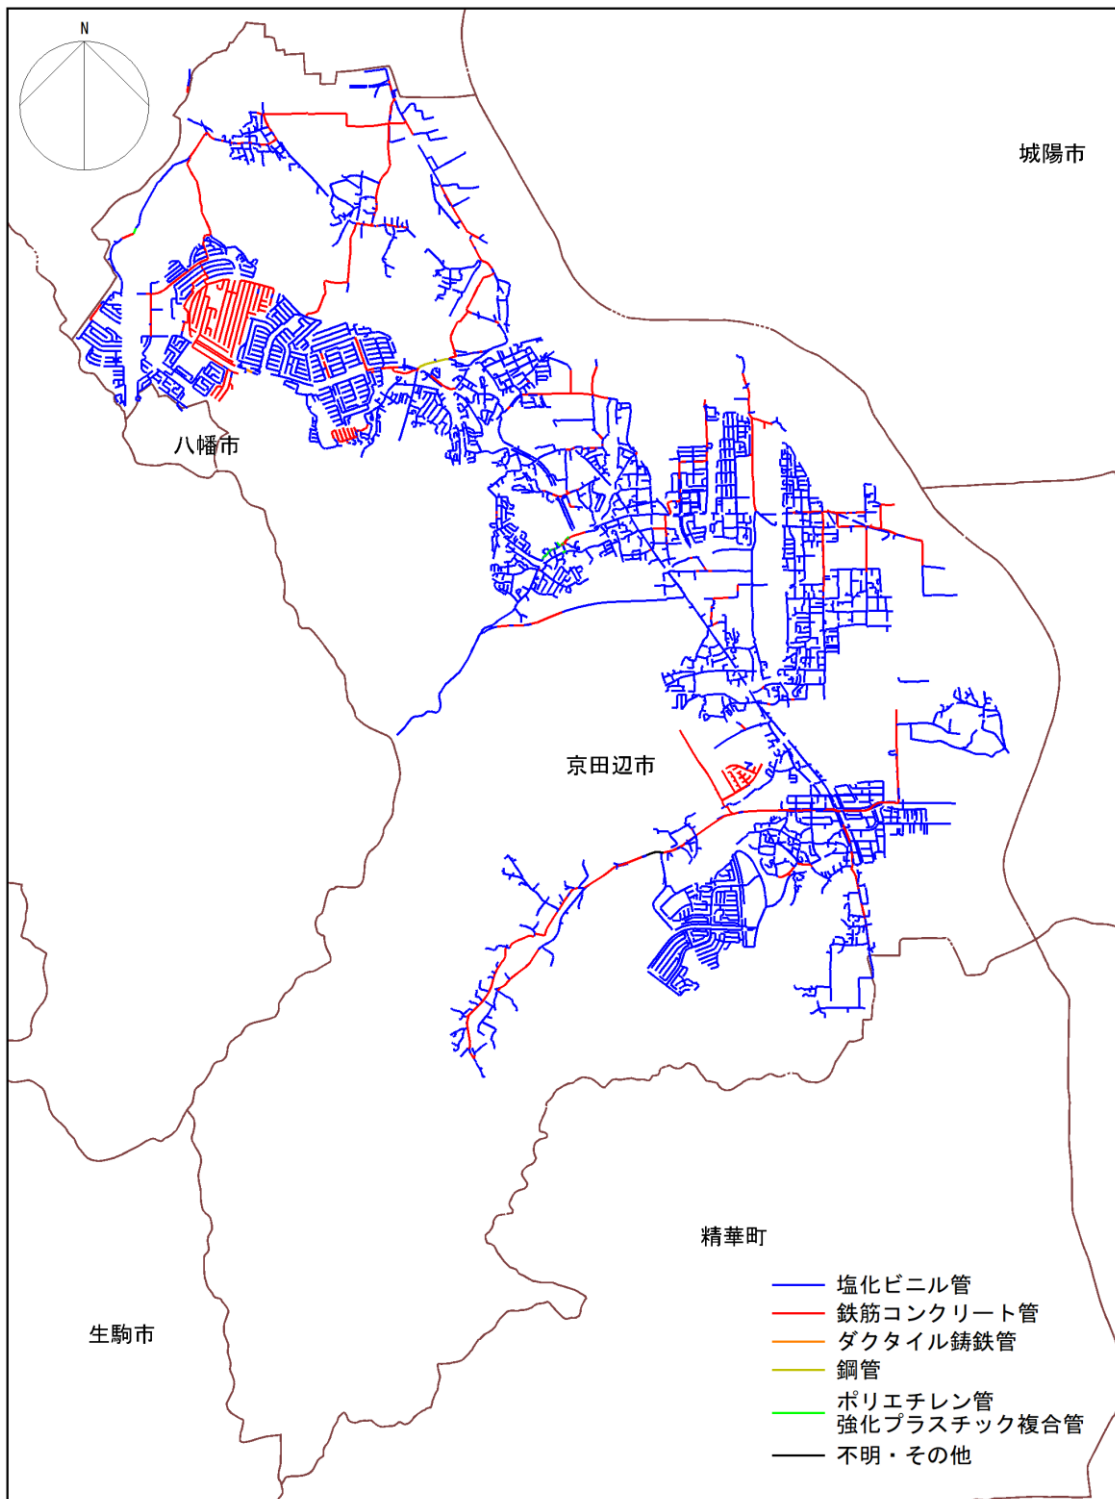 N
城陽市
八幡市
京田辺市
精華町
生駒市
塩化ビニル管
鉄筋コンクリート管
ダクタイル鋳鉄管
鋼管
ポリエチレン管
強化プラスチック複合管
不明・その他